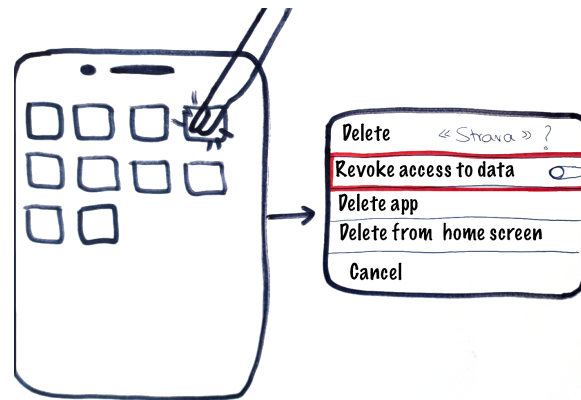 Delete « Strava » ?
Revoke access to data
Delete app
Delete from home screen
Cancel